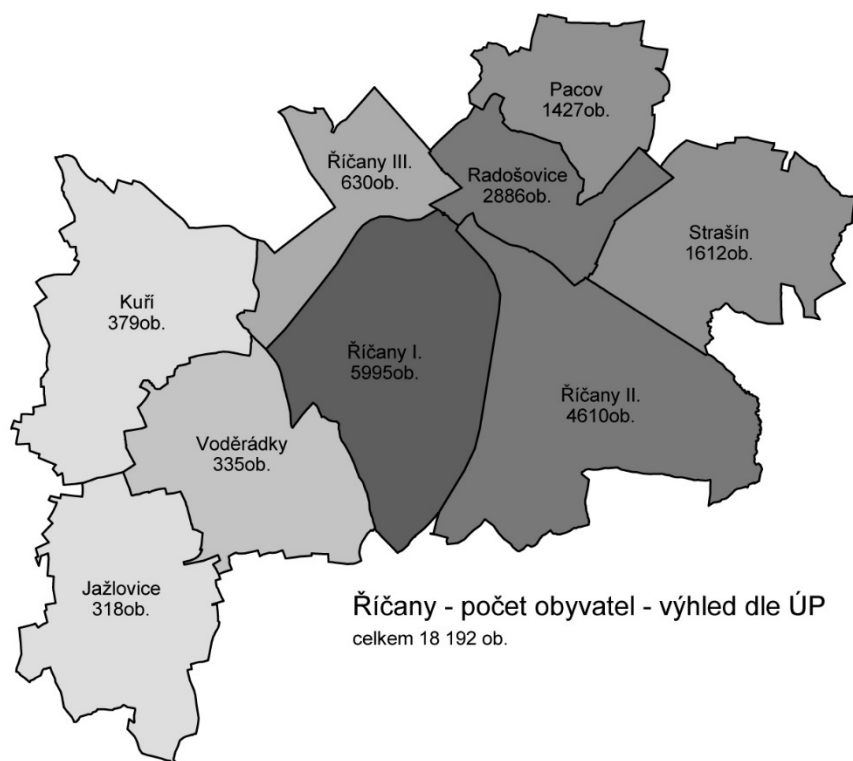 Pacov
1427ob.
Říčany III.
630ob.
Radošovice
2886ob.
Strašín
1612ob.
Kuří
379ob.
Říčany I.
5995ob.
Říčany II.
4610ob.
Voděrádky
335ob.
Jažlovice
318ob.
Říčany - počet obyvatel - výhled dle ÚP
celkem 18 192 ob.